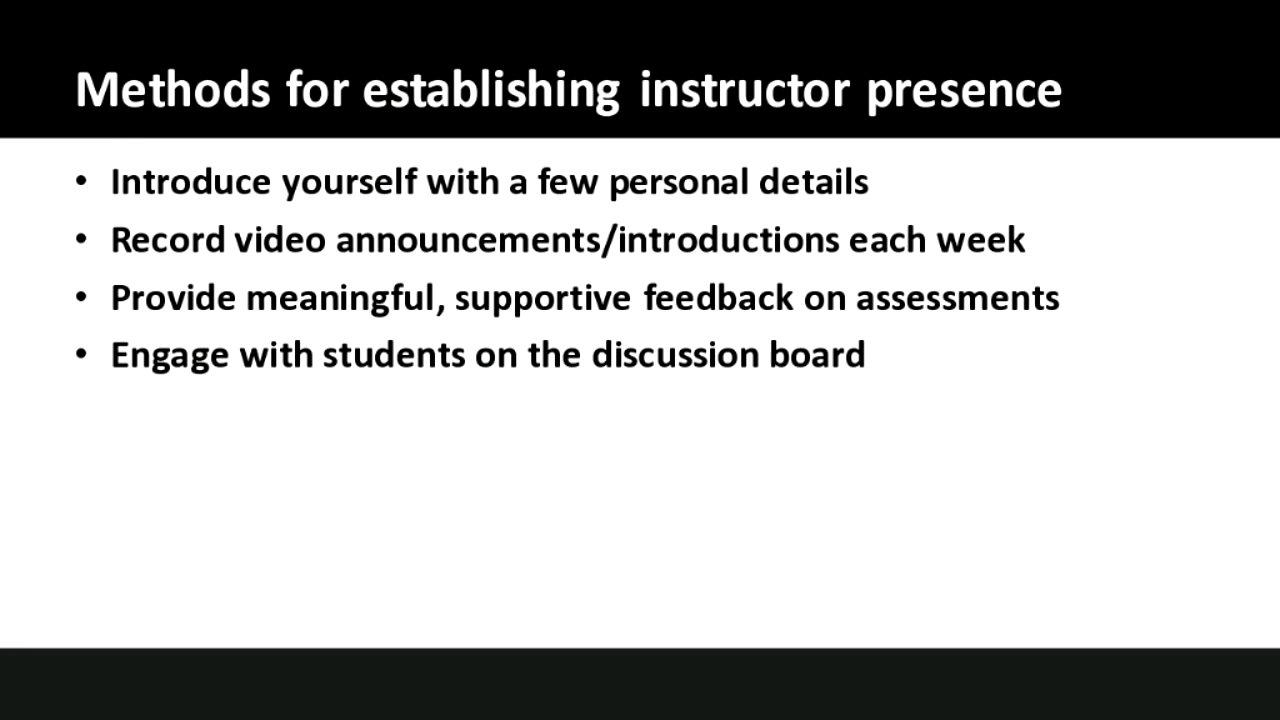 Methods for establishing instructor presence
• Introduce yourself with a few personal details
• Record video announcements/introductions each week
• Provide meaningful, supportive feedback on assessments
• Engage with students on the discussion board